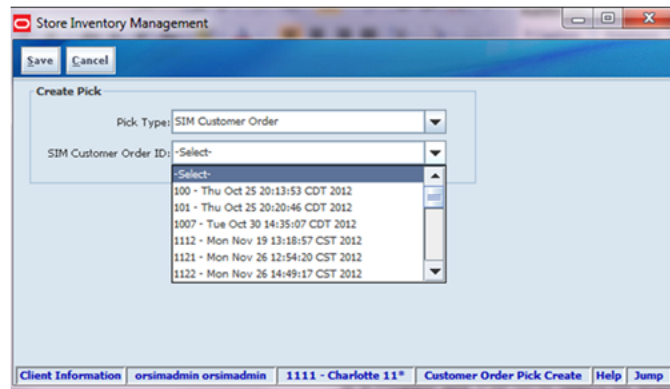 Store Inventory Management
Save Cancel
Create Pick
Pick Type: SIM Customer Order
SIM Customer Order ID: -Select-
-Select-
100 - Thu Oct 25 20:13:53 CDT 2012
101 - Thu Oct 25 20:20:46 CDT 2012
1007 - Tue Oct 30 14:35:07 CDT 2012
1112 - Mon Nov 19 13:18:57 CST 2012
1121 - Mon Nov 26 12:54:20 CST 2012
1122 - Mon Nov 26 14:49:17 CST 2012
Client Information orsimadmin orsimadmin 1111 - Charlotte 11* Customer Order Pick Create Help Jump